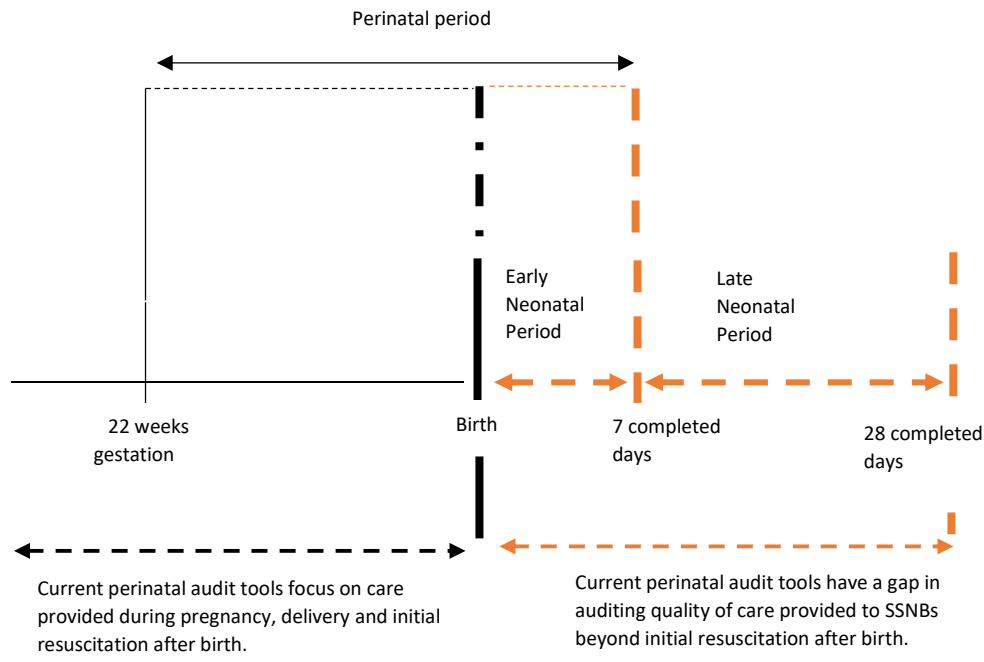 Perinatal period
Early
Neonatal
Period
Late
Neonatal
Period
22 weeks
gestation
Birth
7 completed
days
28 completed
days
Current perinatal audit tools focus on care
provided during pregnancy, delivery and initial
resuscitation after birth.
Current perinatal audit tools have a gap in
auditing quality of care provided to SSNBs
beyond initial resuscitation after birth.